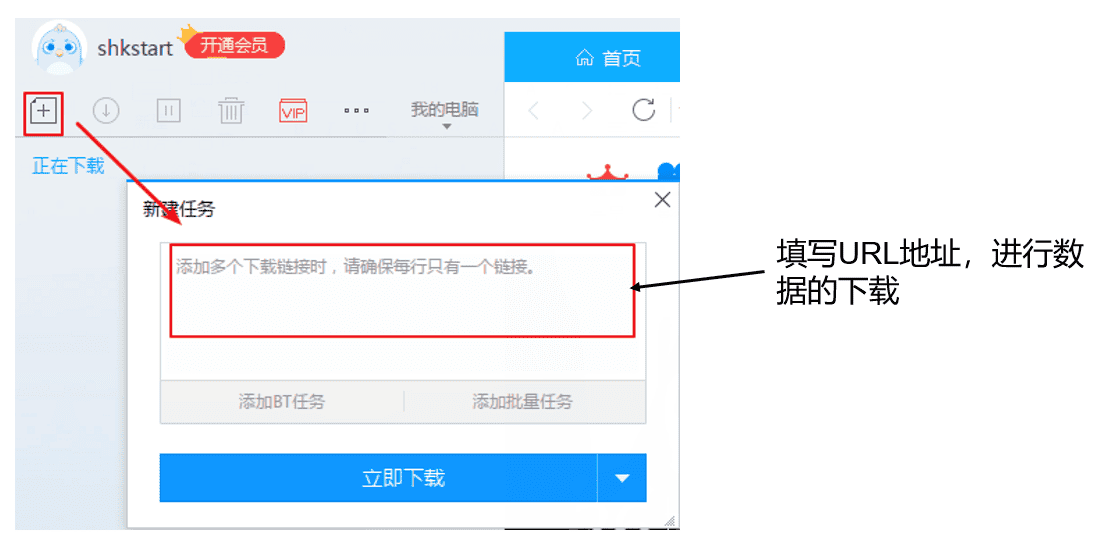 shkstart 开通会员
首页
VIP
我的电脑
正在下载
新建任务
添加多个下载链接时，请确保每行只有一个链接。
添加BT任务 添加批量任务
立即下载
填写URL地址，进行数
据的下载